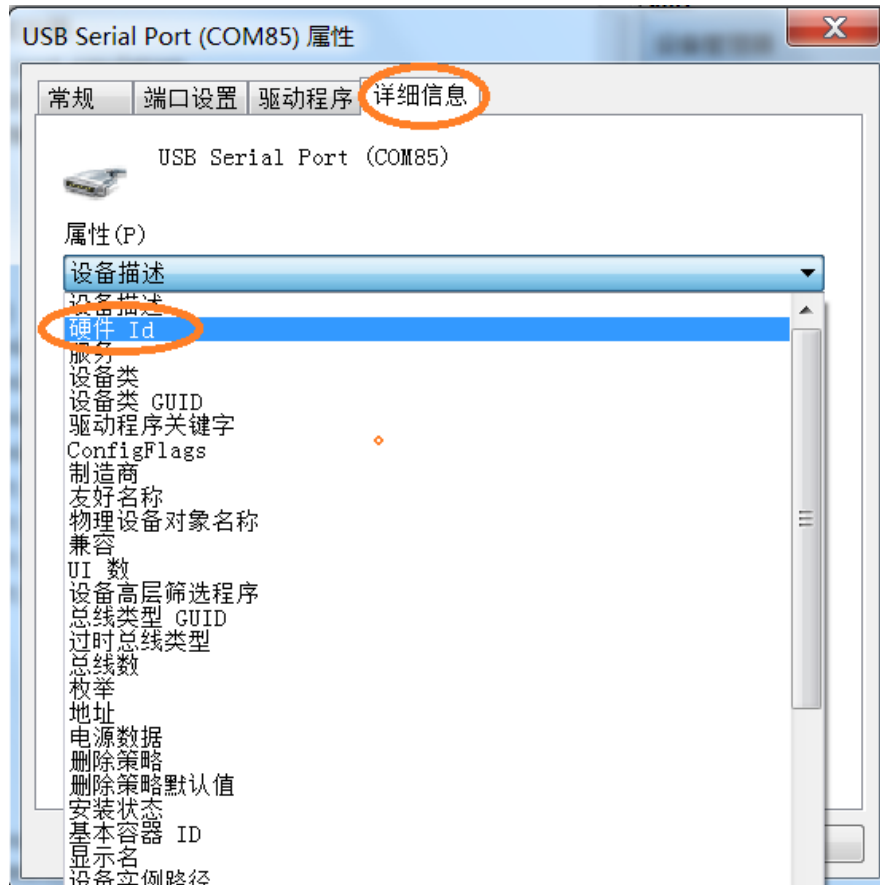 USB Serial Port (COM85) 属性
常规 端口设置 驱动程序 详细信息
USB Serial Port (COM85)
属性(P)
设备描述
设备描述
硬件 Id
服务
设备类
设备类 GUID
驱动程序关键字
ConfigFlags
制造商
友好名称
物理设备对象名称
兼容
UI 数
设备高层筛选程序
总线类型 GUID
过时总线类型
总线数
枚举
地址
电源数据
删除策略
删除策略默认值
安装状态
基本容器 ID
显示名
设备实例路径